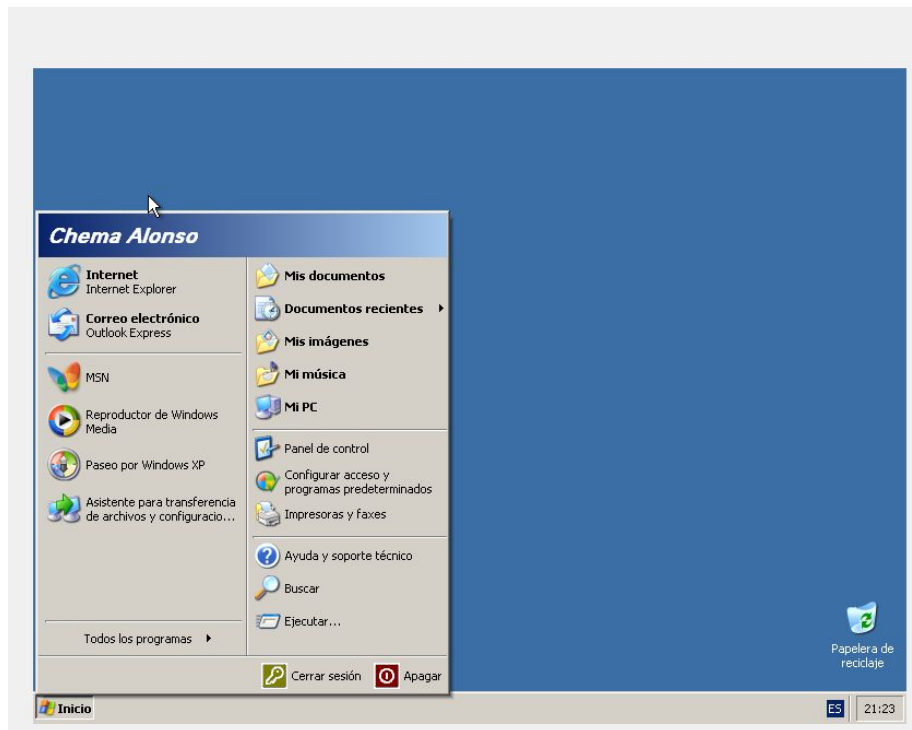 Chema Alonso
Internet
Internet Explorer
Correo electrónico
Outlook Express
MSN
Reproductor de Windows
Media
Paseo por Windows XP
Asistente para transferencia
de archivos y configuracio...
Todos los programas
Mis documentos
Documentos recientes
Mis imágenes
Mi música
Mi PC
Panel de control
Configurar acceso y
programas predeterminados
Impresoras y faxes
Ayuda y soporte técnico
Buscar
Ejecutar...
Cerrar sesión
Apagar
Papelera de
reciclaje
Inicio
ES
21:23